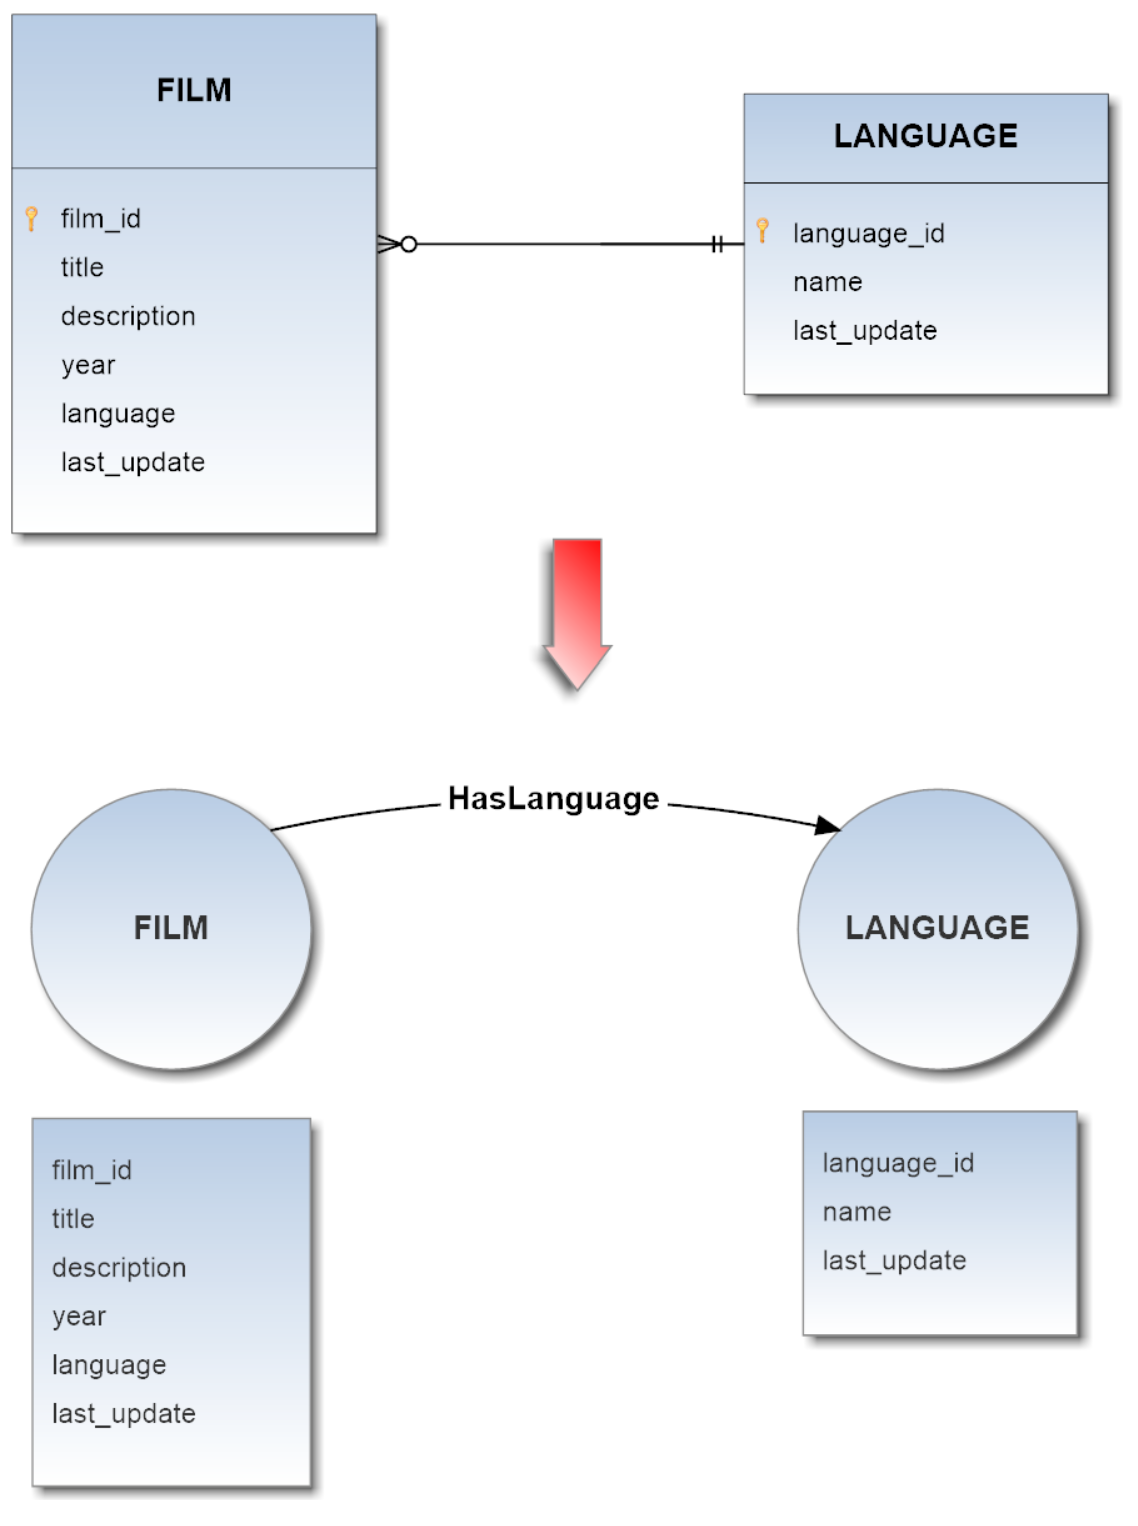 FILM
film_id
title
description
year
language
last_update
LANGUAGE
language_id
name
last_update
HasLanguage
FILM
LANGUAGE
film_id
title
description
year
language
last_update
language_id
name
last_update